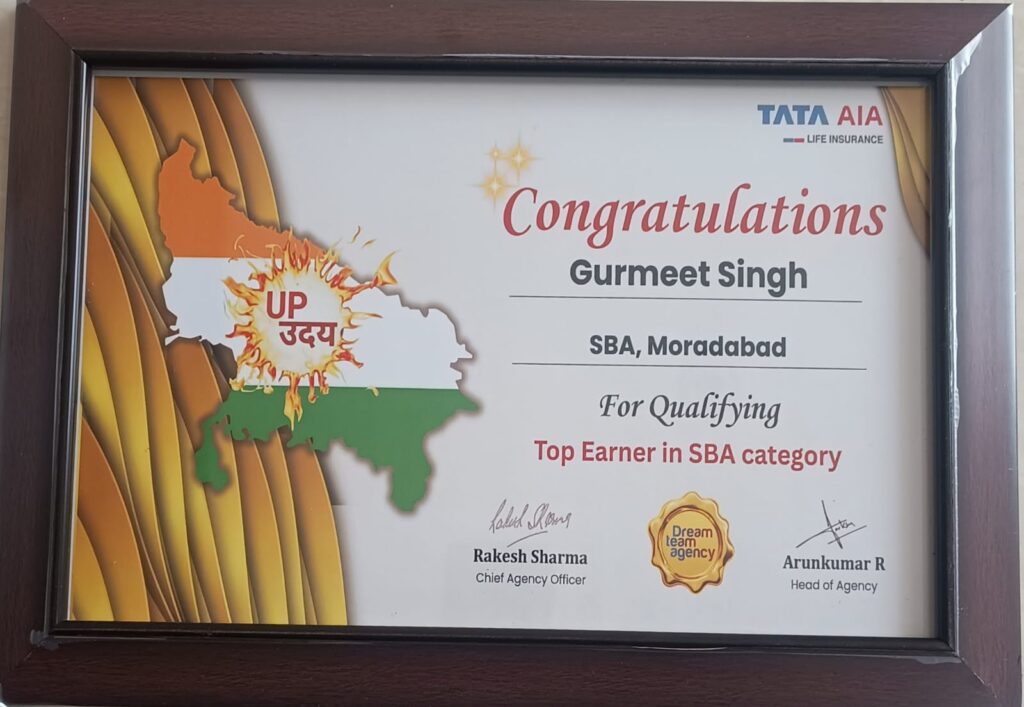 TATA AIA
LIFE INSURANCE
Congratulations
Gurmeet Singh
SBA, Moradabad
For Qualifying
Top Earner in SBA category
UP
उदय
Rakesh Sharma
Chief Agency Officer
Dream
team
agency
Arunkumar R
Head of Agency